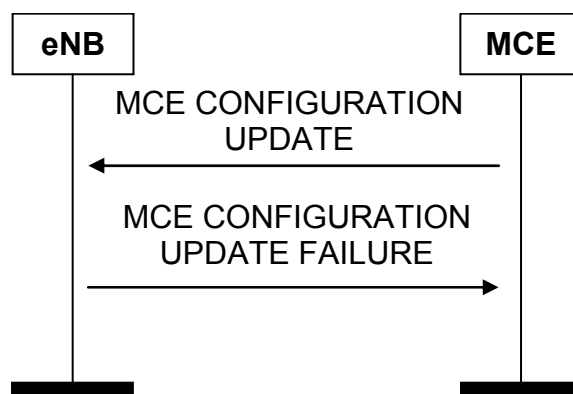 eNB
MCE
MCE CONFIGURATION
UPDATE
MCE CONFIGURATION
UPDATE FAILURE